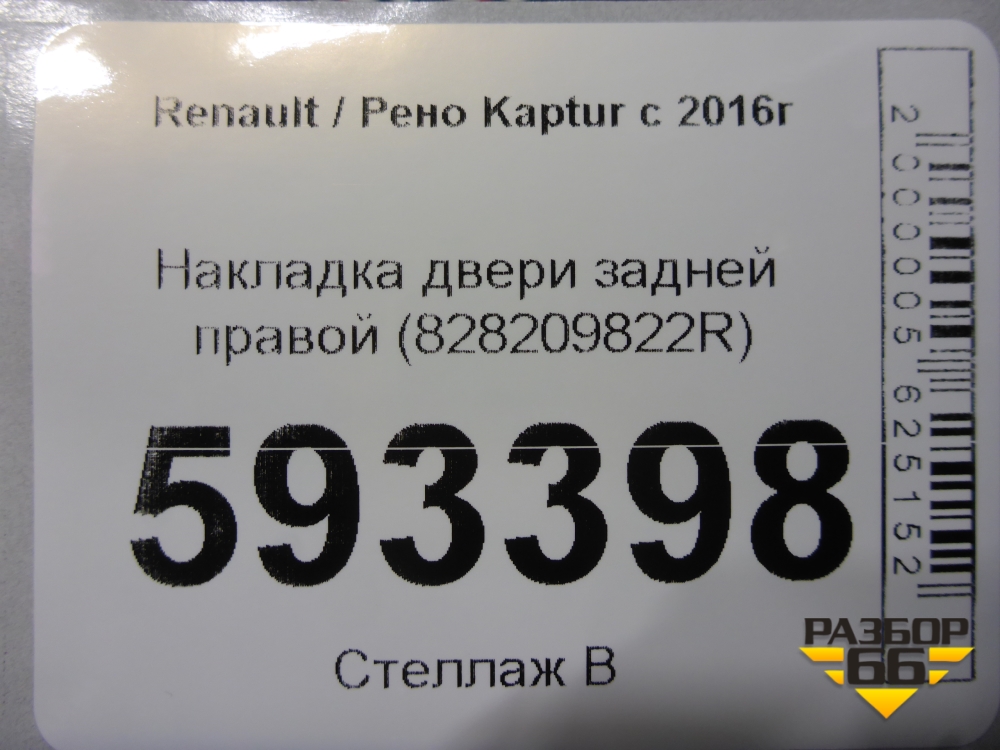 Renault / Рено Kaptur с 2016г
Накладка двери задней
правой (828209822R)
593398
Стеллаж В
2000005625152
РАЗБОР
66